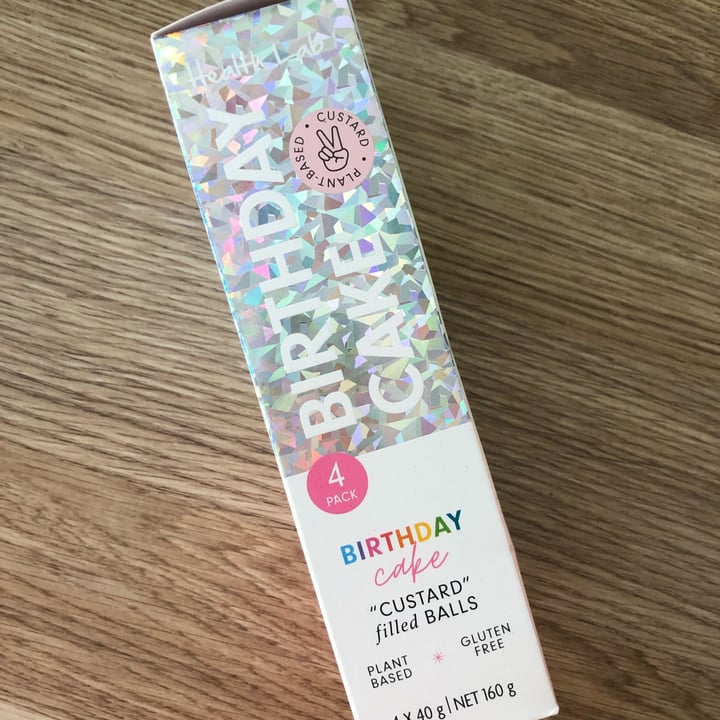 Health Lab
BIRTHDAY
CAKE
• CUSTARD • PLANT-BASED
4
PACK
BIRTHDAY
cake
"CUSTARD"
filled BALLS
PLANT
BASED
GLUTEN
FREE
4 X 40 g | NET 160 g